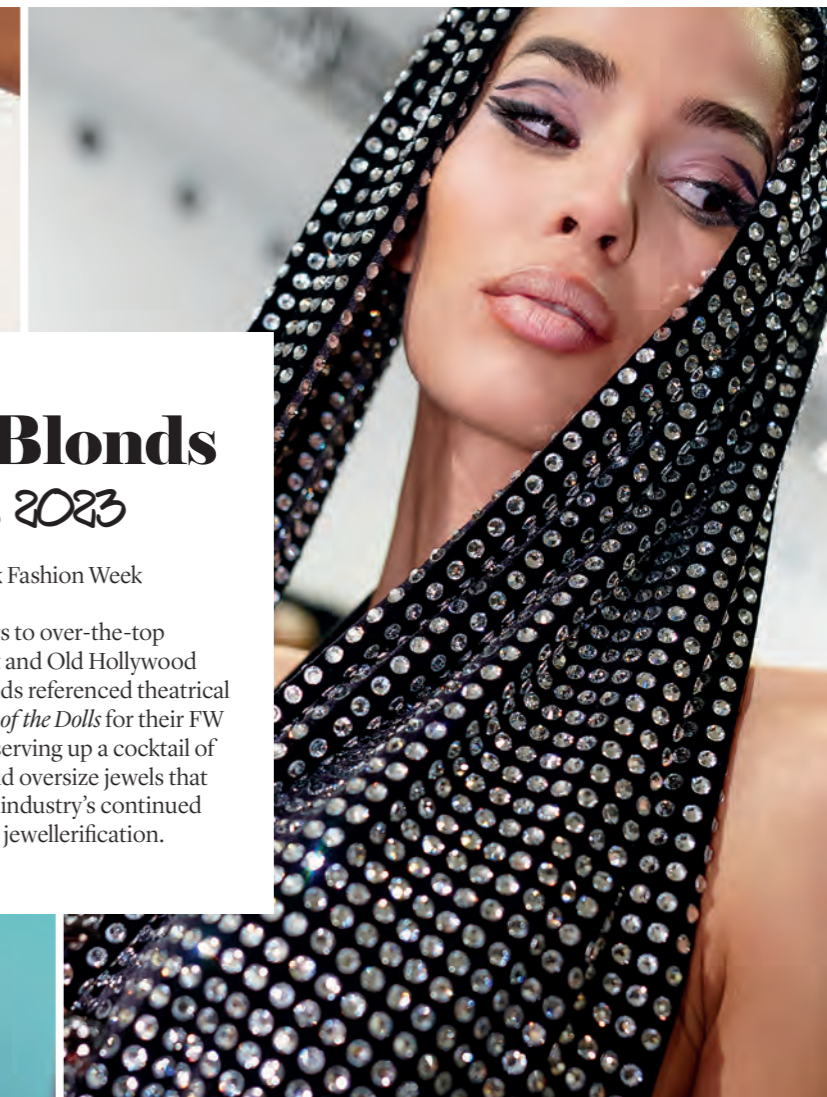 Blonds
2023
Fashion Week
s to over-the-top
and Old Hollywood
ds referenced theatrical
of the Dolls for their FW
serving up a cocktail of
d oversize jewels that
industry’s continued
jewellerification.